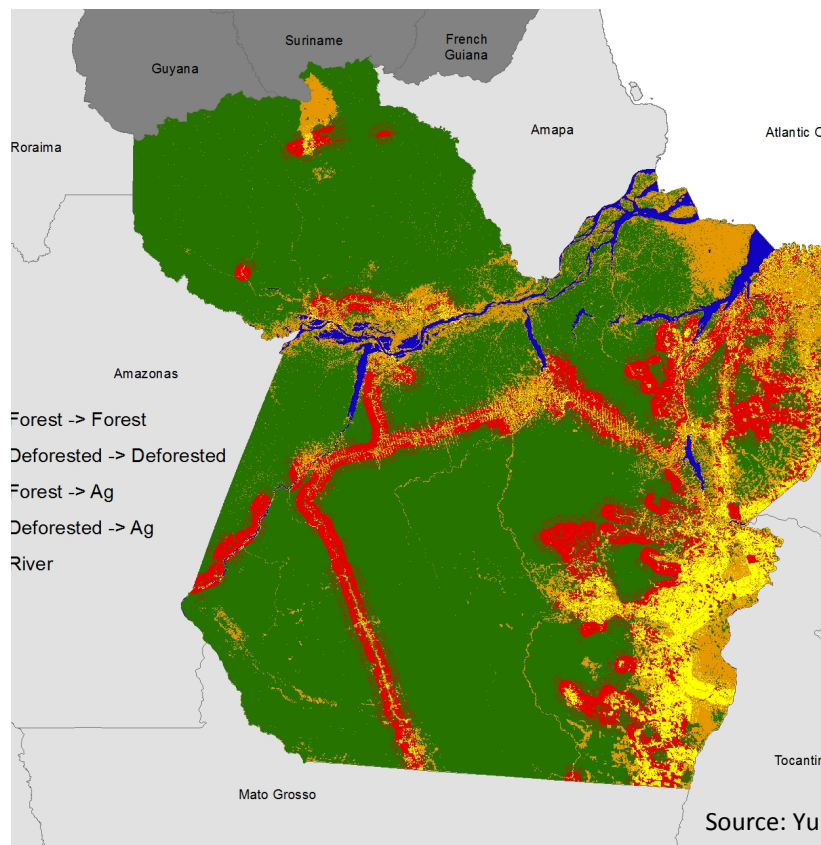 Suriname
French
Guiana
Guyana
Amapa
Atlantic
Roraima
Amazonas
Forest -> Forest
Deforested -> Deforested
Forest -> Ag
Deforested -> Ag
River
Mato Grosso
Tocantin
Source: Yu